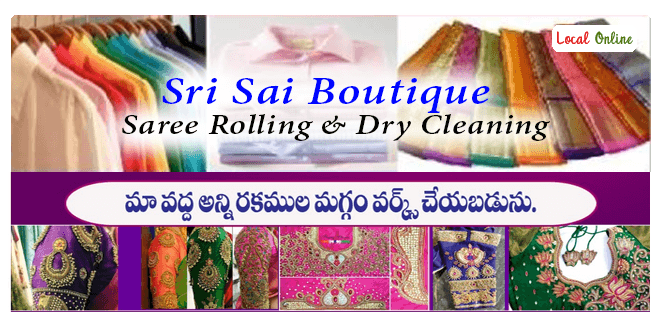 Local Online
Sri Sai Boutique
Saree Rolling & Dry Cleaning
మా వద్ద అన్ని రకముల మగ్గం వర్క్స్ చేయబడును.